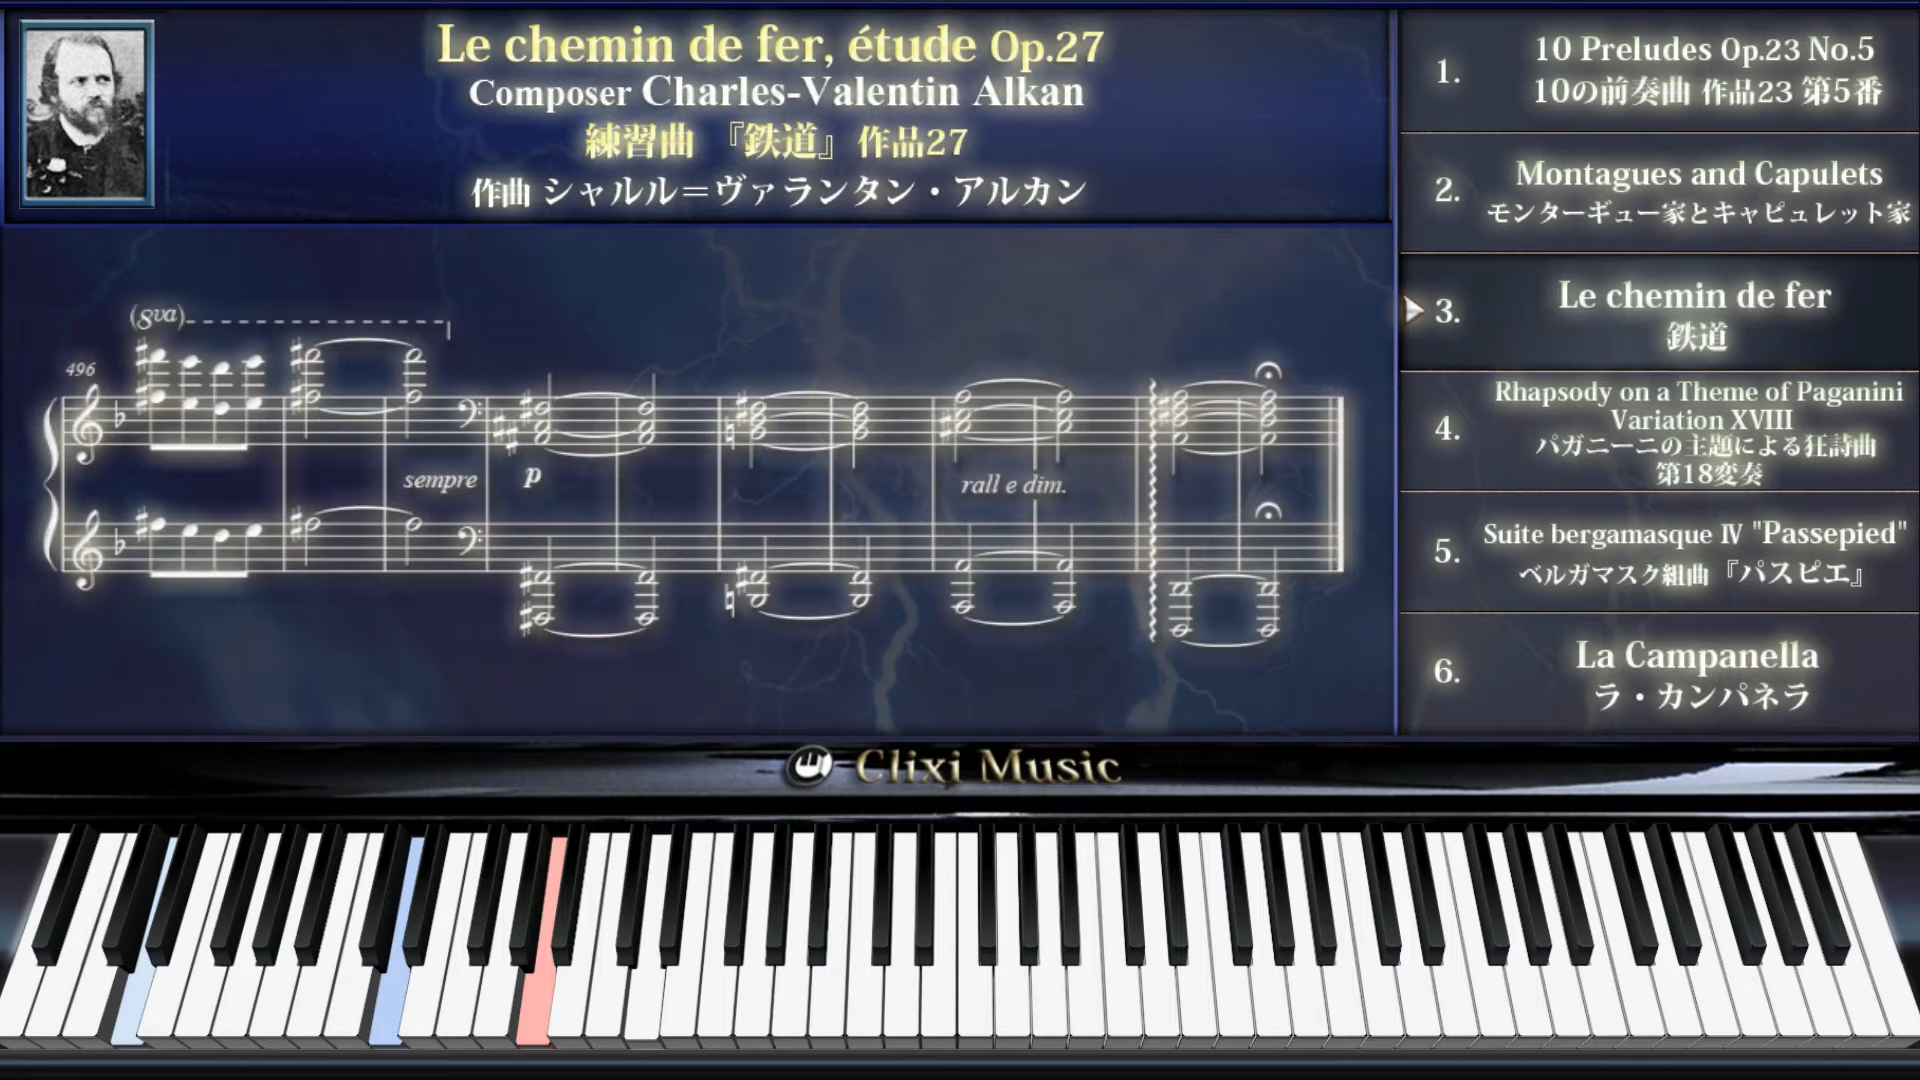 Le chemin de fer, étude Op.27
Composer Charles-Valentin Alkan
練習曲 『鉄道』 作品27
作曲 シャルル＝ヴァランタン・アルカン
(8va)
496
sempre
p
rall e dim.
1.
10 Preludes Op.23 No.5
10の前奏曲 作品23 第5番
2.
Montagues and Capulets
モンターギュー家とキャピュレット家
3.
Le chemin de fer
鉄道
4.
Rhapsody on a Theme of Paganini
Variation XVIII
パガニーニの主題による狂詩曲
第18変奏
5.
Suite bergamasque Ⅳ "Passepied"
ベルガマスク組曲『パスピエ』
6.
La Campanella
ラ・カンパネラ
Clixi Music